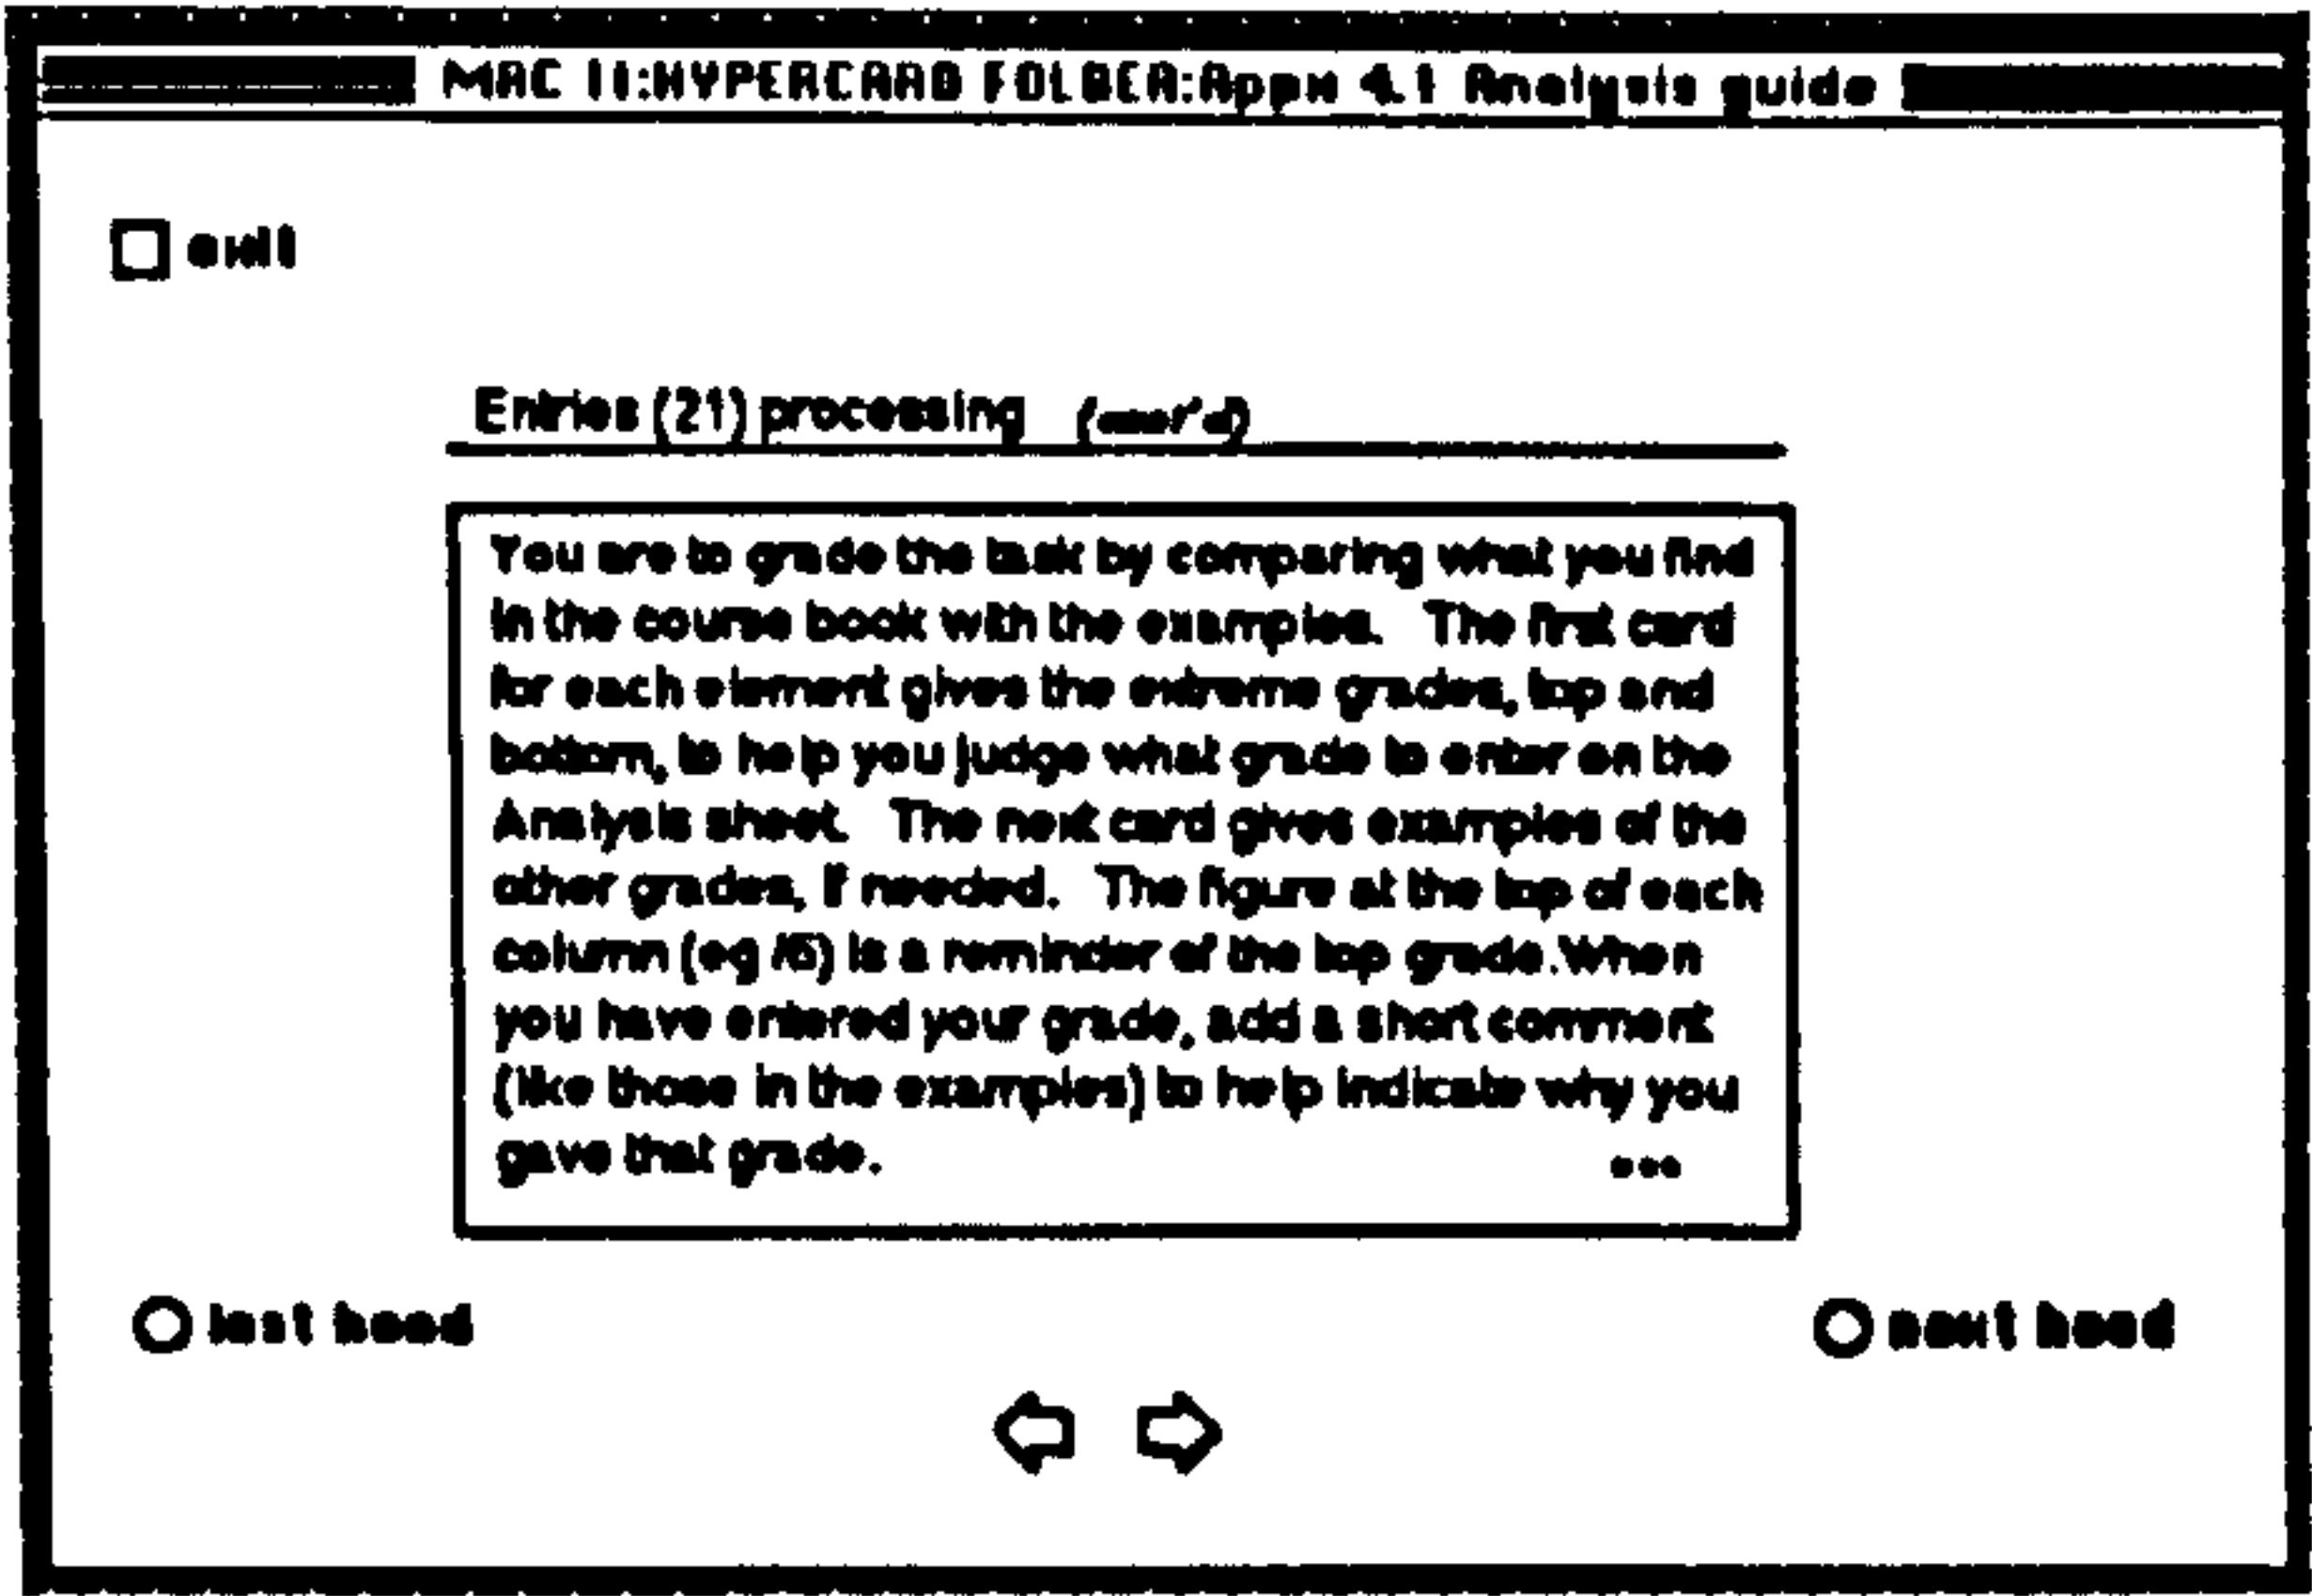 MAC II:HYPERCARD FOLDER:Appx 4.1 Analysis guide
exit
Entries (21) processing (cont'd)
You are to grade the task by comparing what you find
in the course book with the examples. The first card
for each element gives the extreme grades, top and
bottom, to help you judge what grade to enter on the
Analysis sheet. The next card gives examples of the
other grades, if needed. The figure at the top of each
column (eg /6) is a reminder of the top grade. When
you have entered your grade, add a short comment
(like those in the examples) to help indicate why you
gave that grade. •••
last head
next head